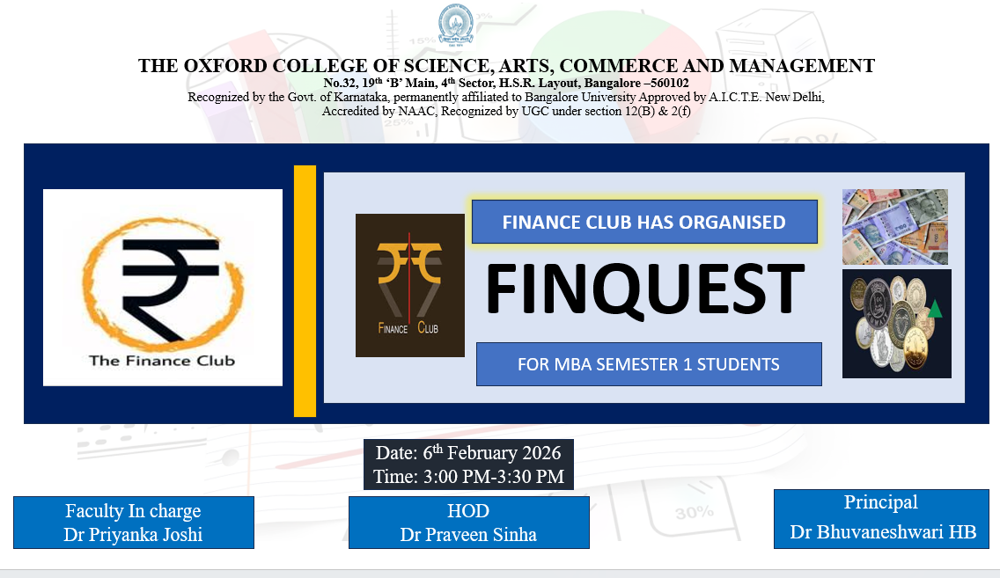 THE OXFORD COLLEGE OF SCIENCE, ARTS, COMMERCE AND MANAGEMENT
No.32, 19th ‘B’ Main, 4th Sector, H.S.R. Layout, Bangalore –560102
Recognized by the Govt. of Karnataka, permanently affiliated to Bangalore University Approved by A.I.C.T.E. New Delhi,
Accredited by NAAC, Recognized by UGC under section 12(B) & 2(f)
15%
25%
30%
The Finance Club
FINANCE CLUB
FINANCE CLUB HAS ORGANISED
FINQUEST
FOR MBA SEMESTER 1 STUDENTS
Date: 6th February 2026
Time: 3:00 PM-3:30 PM
Faculty In charge
Dr Priyanka Joshi
HOD
Dr Praveen Sinha
Principal
Dr Bhuvaneshwari HB